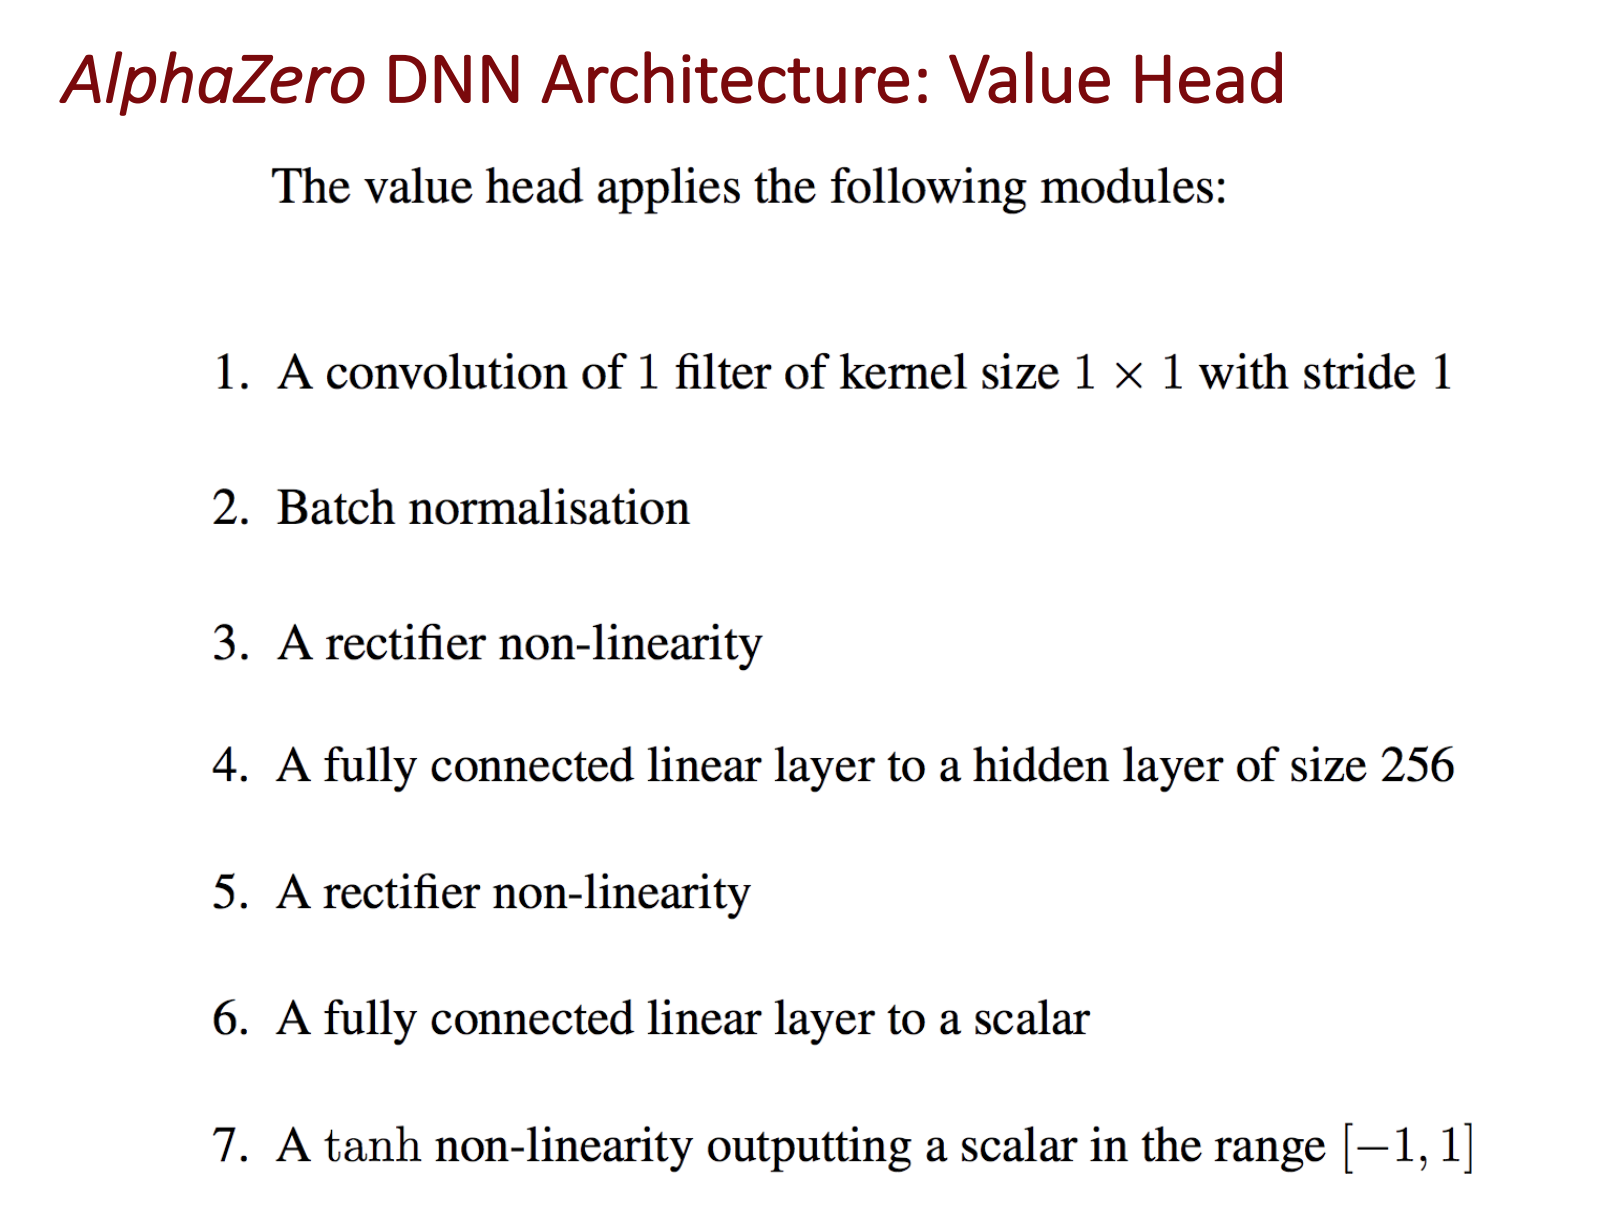 AlphaZero DNN Architecture: Value Head
The value head applies the following modules:
1. A convolution of 1 filter of kernel size 1 × 1 with stride 1
2. Batch normalisation
3. A rectifier non-linearity
4. A fully connected linear layer to a hidden layer of size 256
5. A rectifier non-linearity
6. A fully connected linear layer to a scalar
7. A tanh non-linearity outputting a scalar in the range [−1, 1]